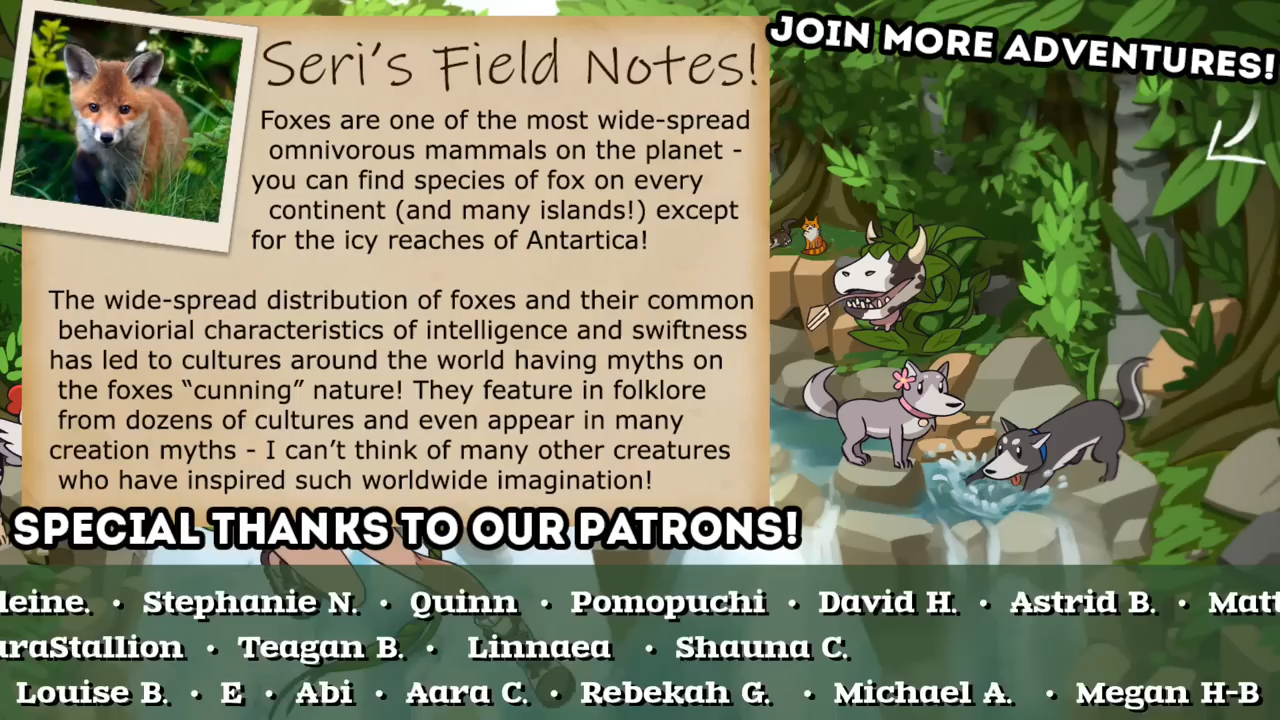 Seri's Field Notes!
JOIN MORE ADVENTURES!
Foxes are one of the most wide-spread
omnivorous mammals on the planet -
you can find species of fox on every
continent (and many islands!) except
for the icy reaches of Antartica!
The wide-spread distribution of foxes and their common
behaviorial characteristics of intelligence and swiftness
has led to cultures around the world having myths on
the foxes “cunning” nature! They feature in folklore
from dozens of cultures and even appear in many
creation myths - I can’t think of many other creatures
who have inspired such worldwide imagination!
SPECIAL THANKS TO OUR PATRONS!
leine. • Stephanie N. • Quinn • Pomopuchi • David H. • Astrid B. • Matt
uraStallion • Teagan B. • Linnaea • Shauna C.
Louise B. • E • Abi • Aara C. • Rebekah G. • Michael A. • Megan H-B